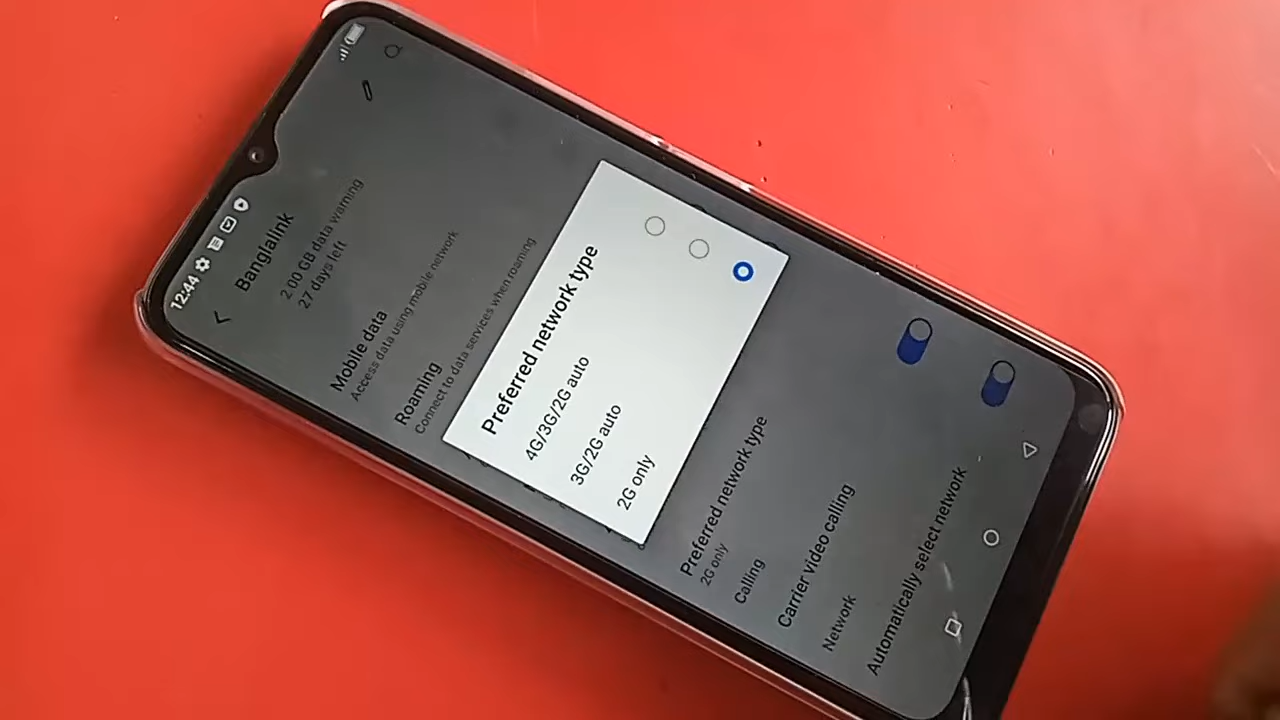 12:44
Banglalink
2.00 GB data warning
27 days left
Mobile data
Access data using mobile network
Roaming
Connect to data services when roaming
Preferred network type
4G/3G/2G auto
3G/2G auto
2G only
Preferred network type
2G only
Calling
Carrier video calling
Network
Automatically select network